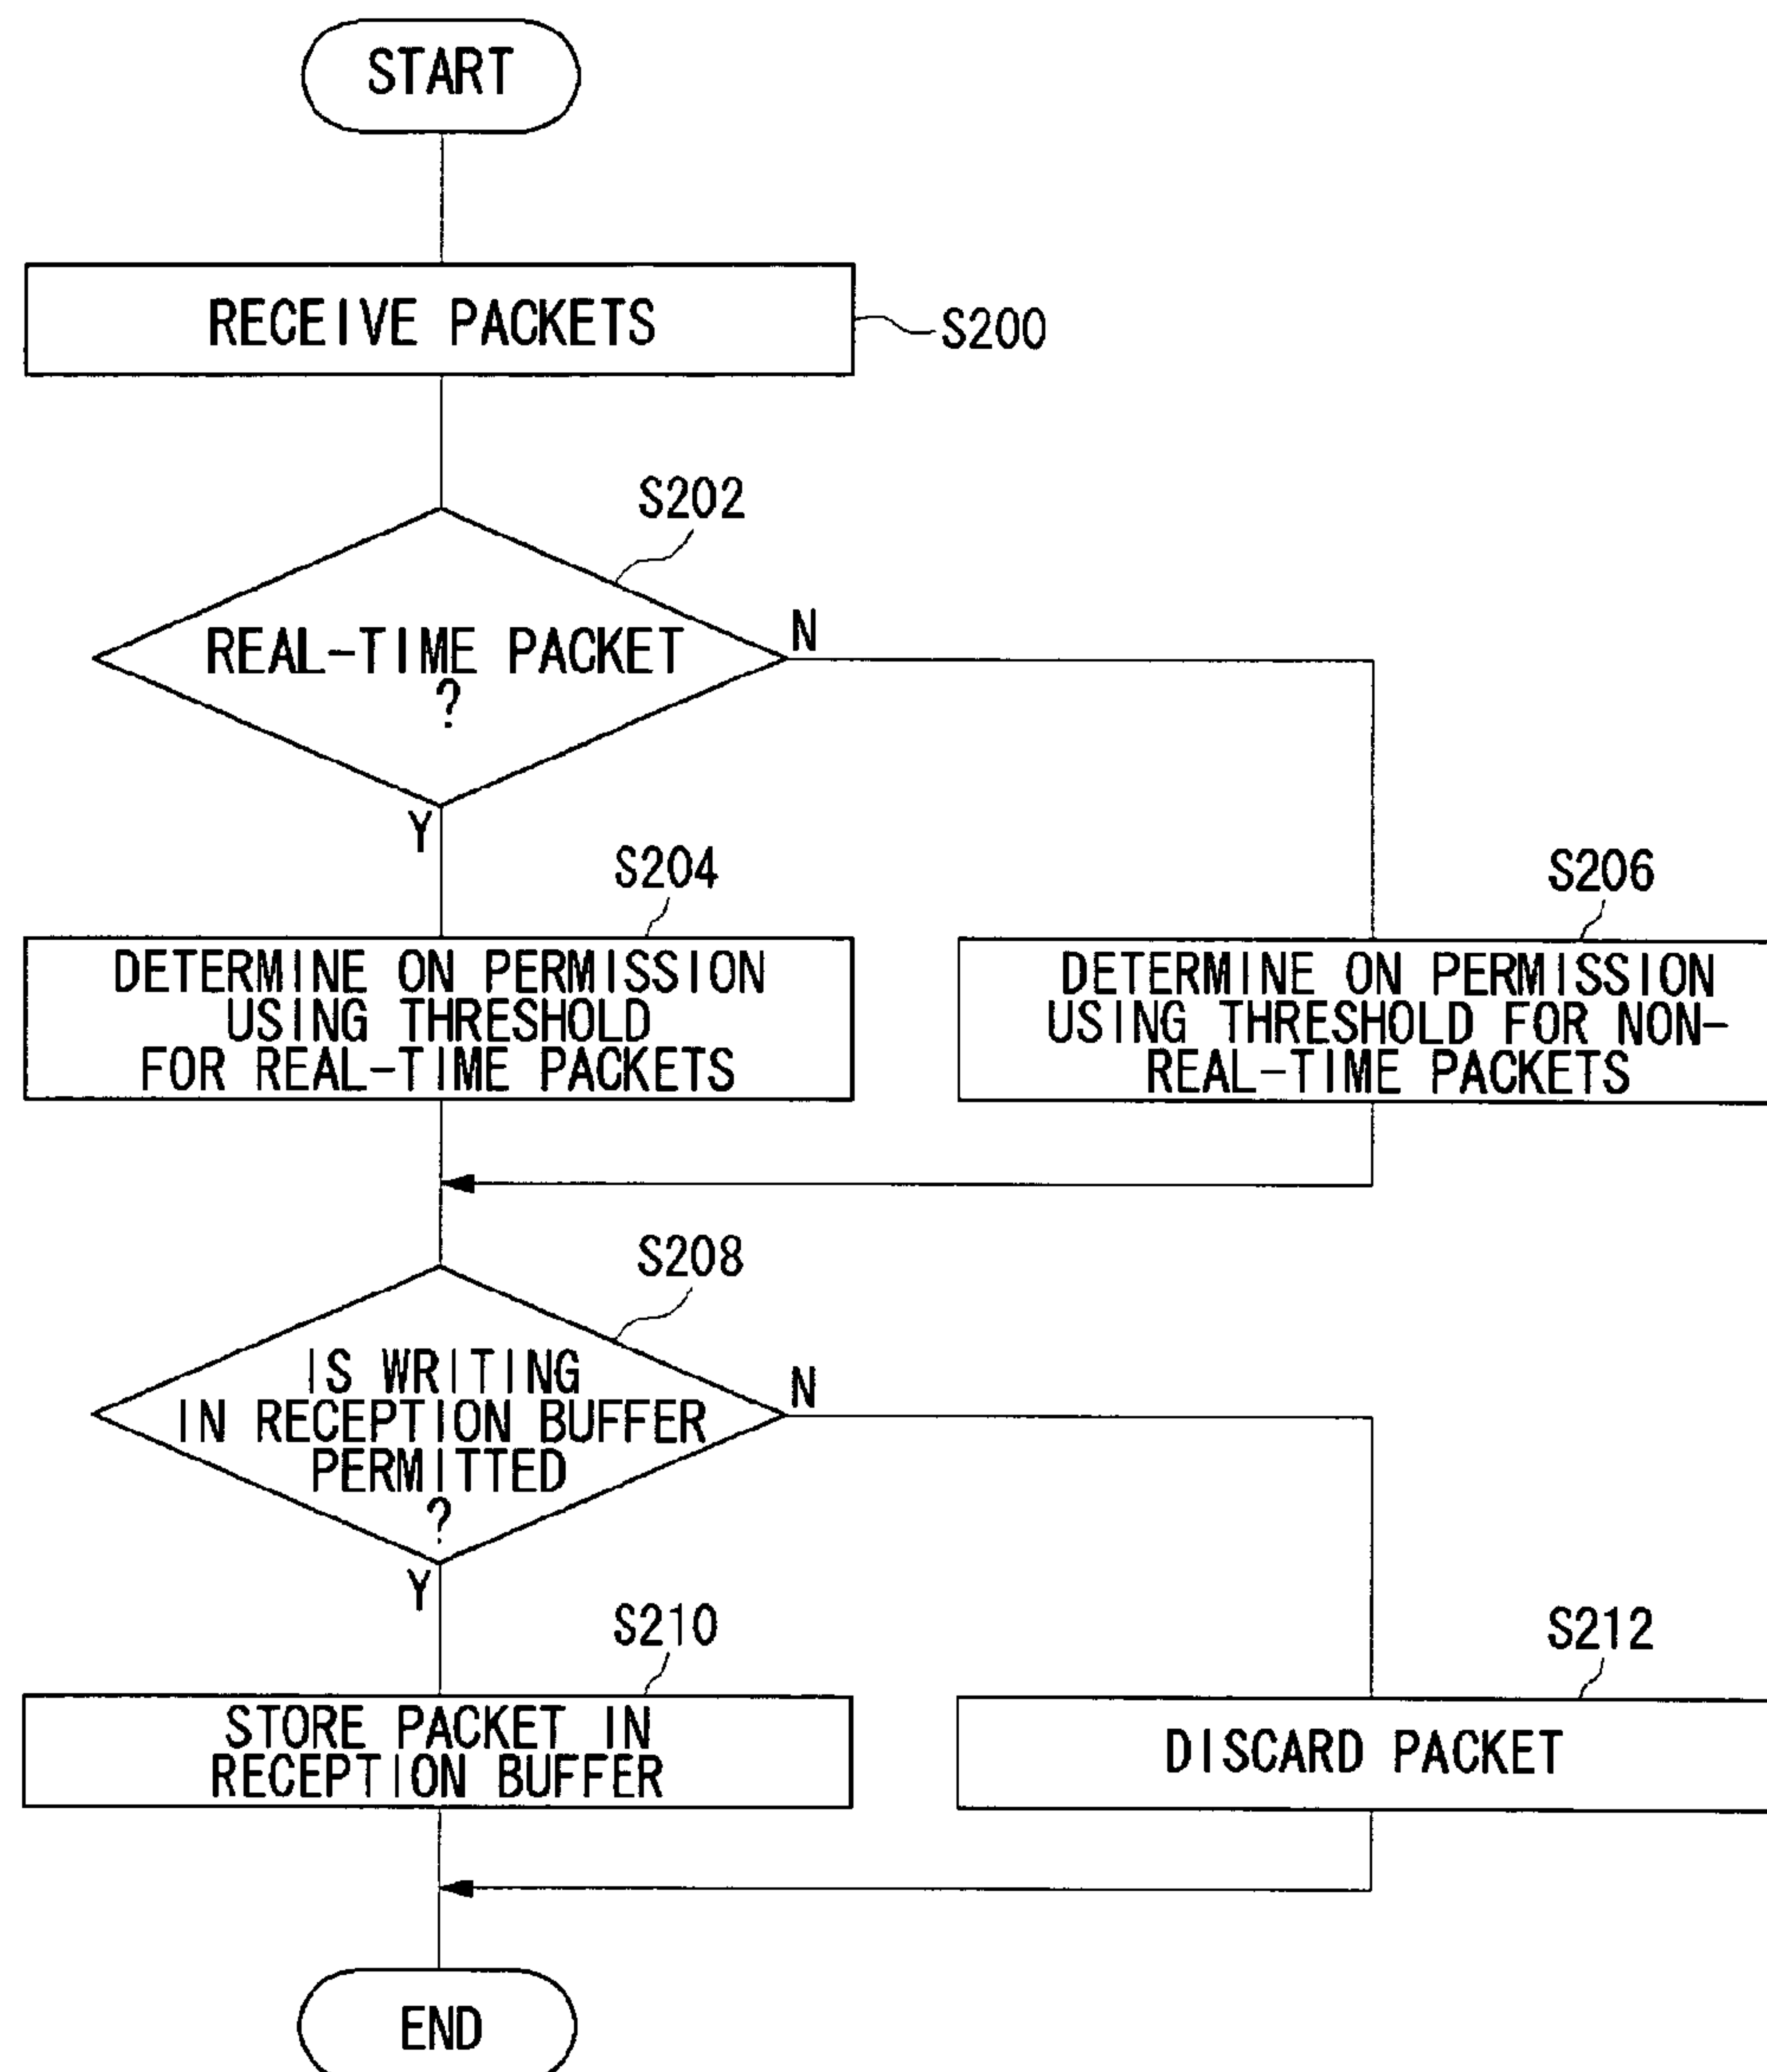 START
RECEIVE PACKETS
S200
S202
REAL-TIME PACKET
?
N
Y
S204
DETERMINE ON PERMISSION
USING THRESHOLD
FOR REAL-TIME PACKETS
S206
DETERMINE ON PERMISSION
USING THRESHOLD FOR NON-
REAL-TIME PACKETS
S208
IS WRITING
IN RECEPTION BUFFER
PERMITTED
?
N
Y
S210
STORE PACKET IN
RECEPTION BUFFER
S212
DISCARD PACKET
END